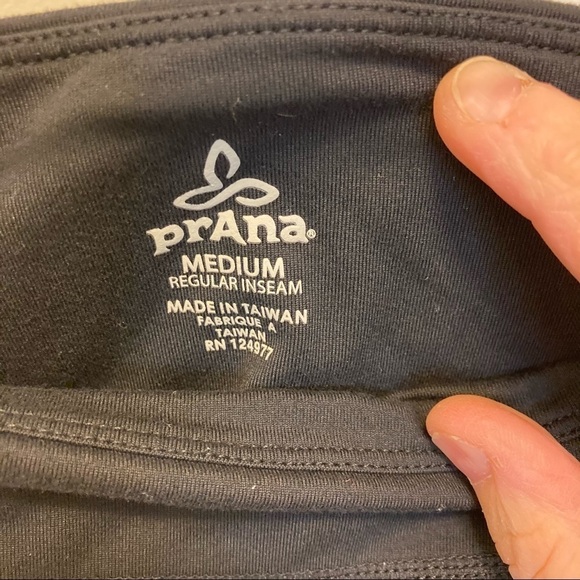 prAna®
MEDIUM
REGULAR INSEAM
MADE IN TAIWAN
FABRIQUE A
TAIWAN
RN 124977